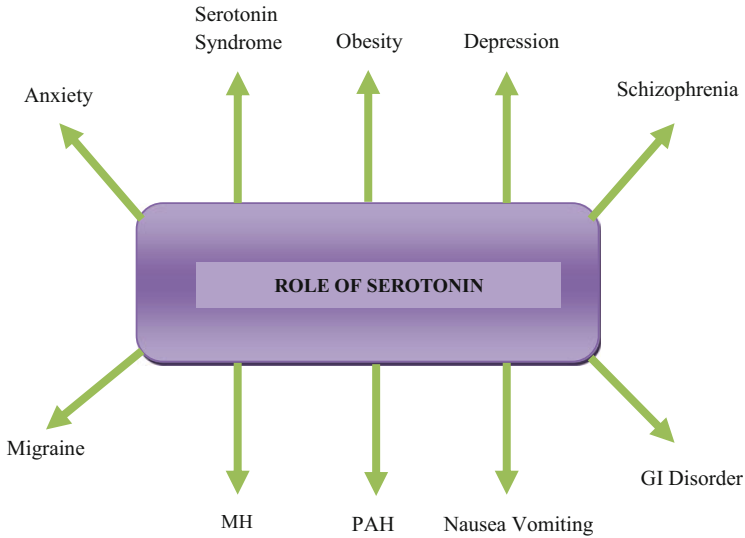 Serotonin
Syndrome
Obesity
Depression
Anxiety
Schizophrenia
ROLE OF SEROTONIN
Migraine
GI Disorder
MH
PAH
Nausea Vomiting